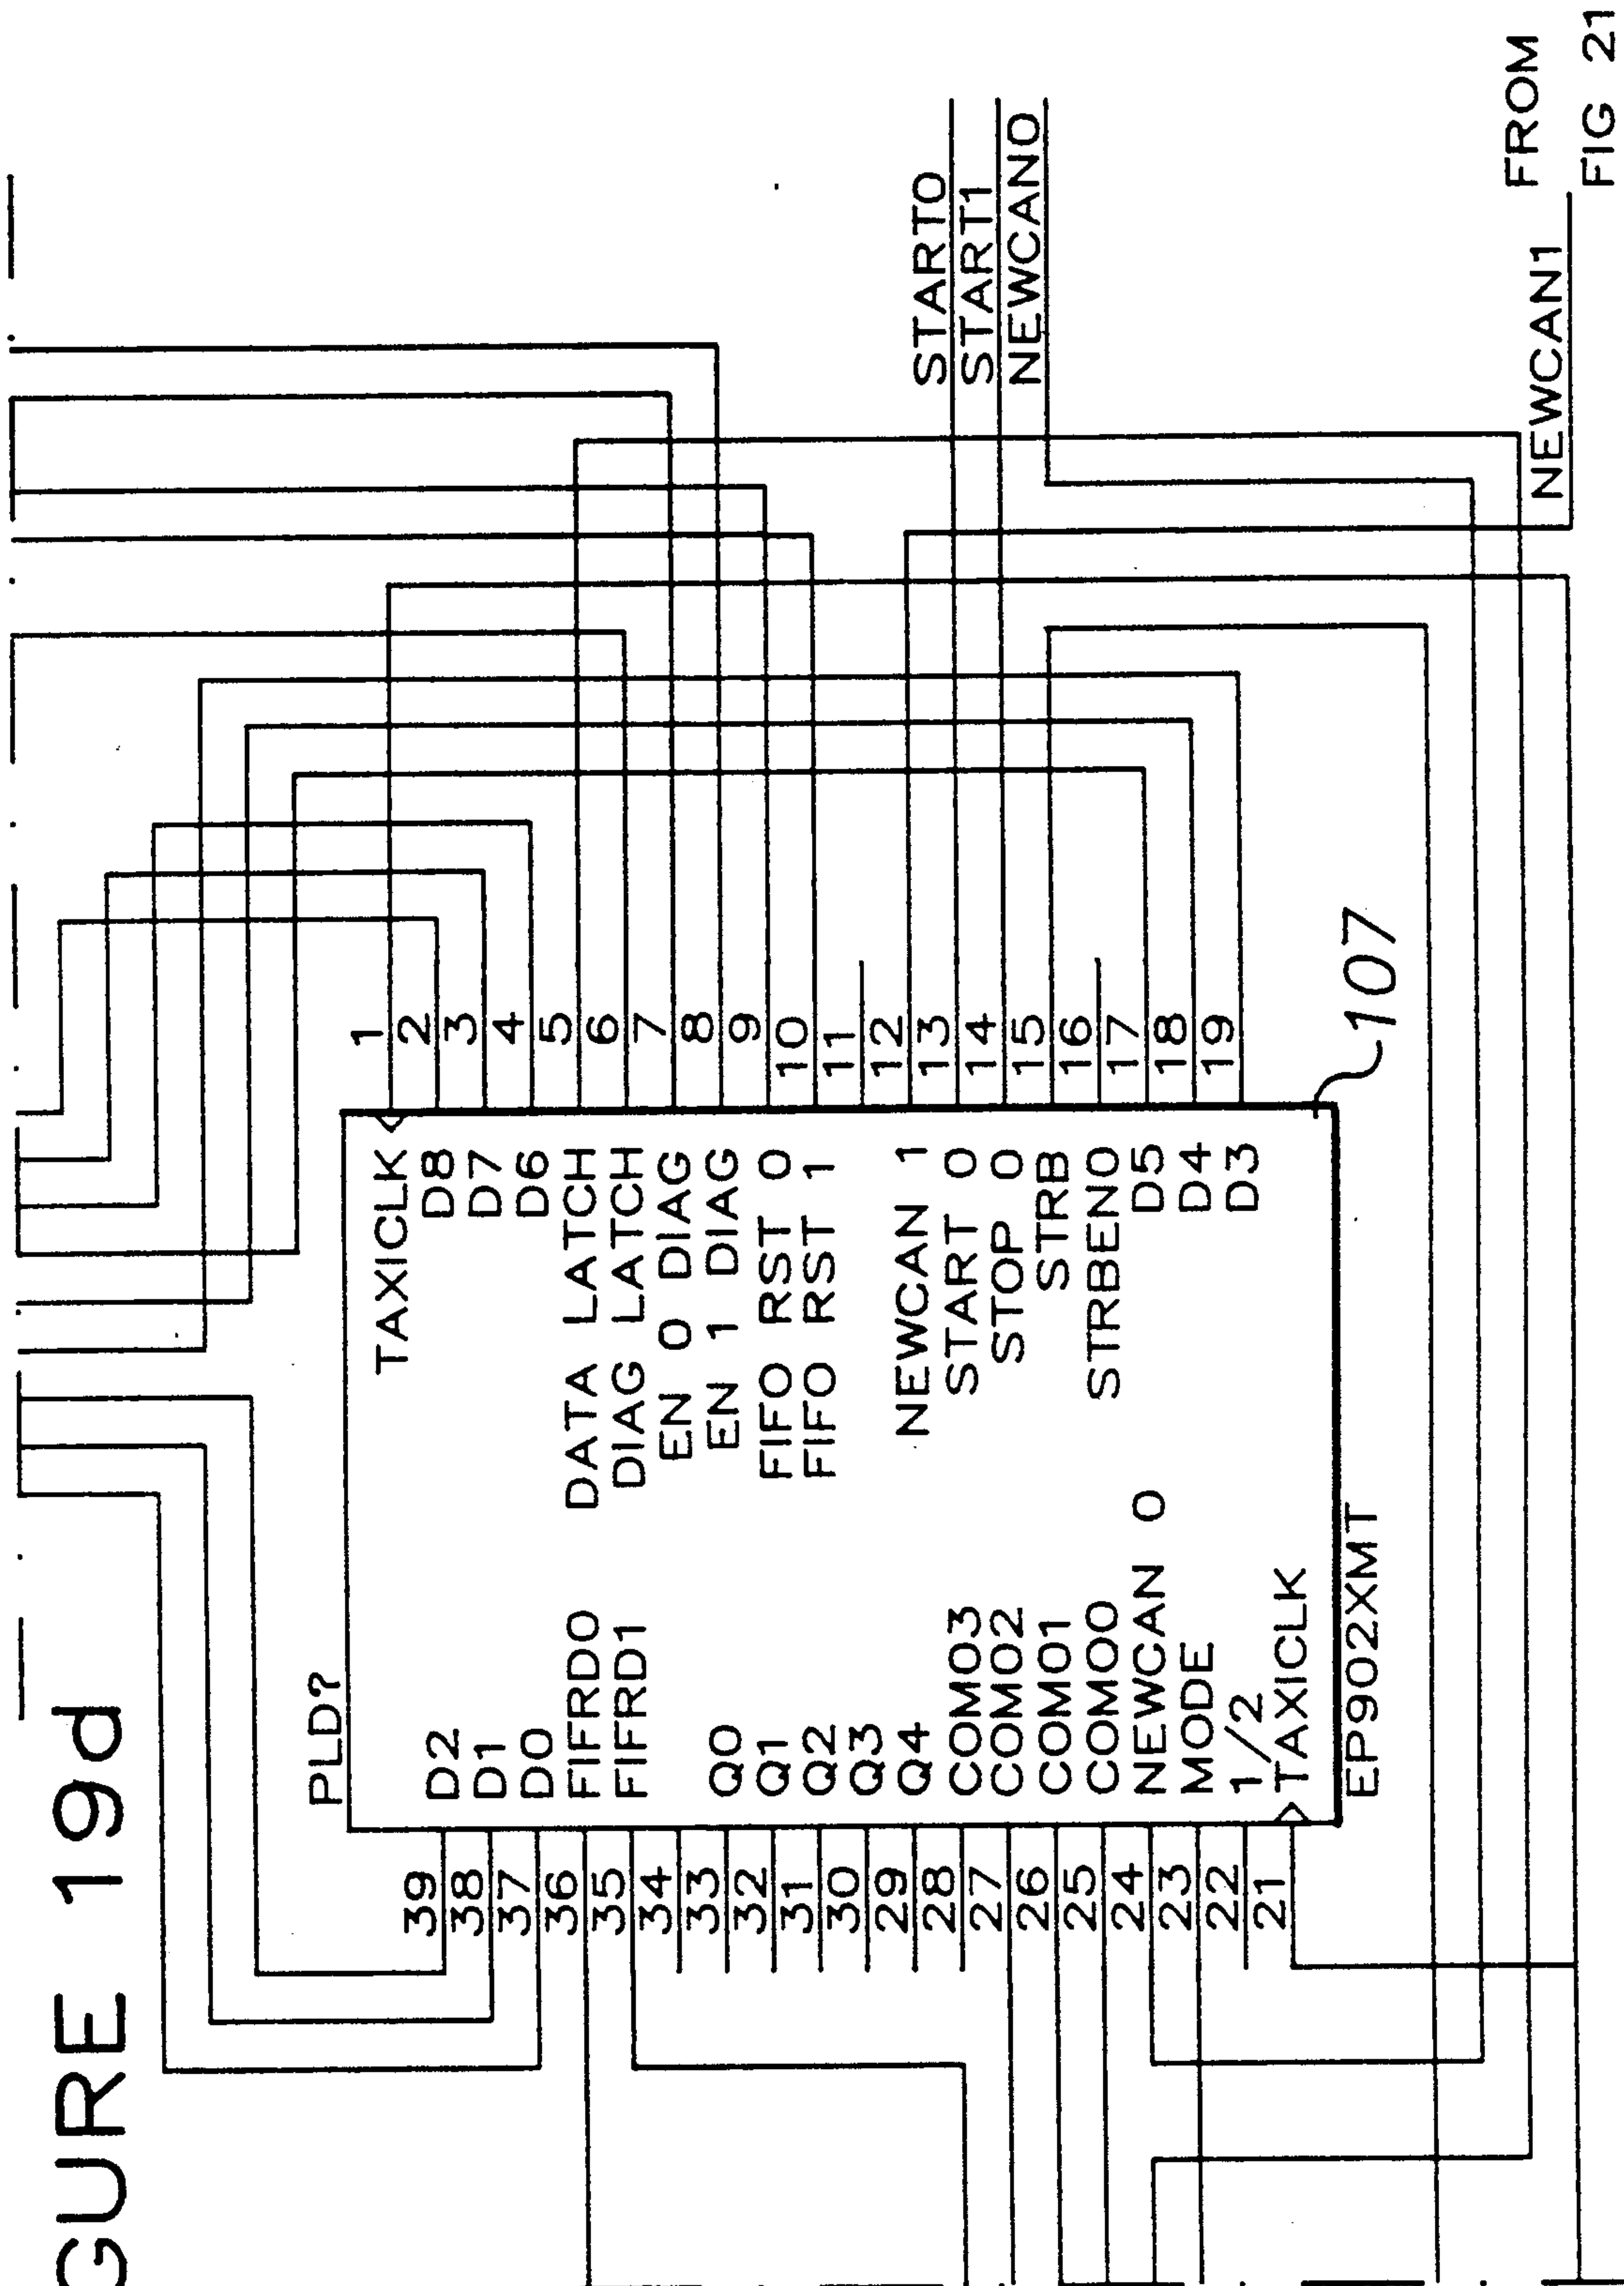 GURE 19d
PLD?
39 D2
38 D1
37 D0
36 FIFRD0
35 FIFRD1
34
33 Q0
32 Q1
31 Q2
30 Q3
29 Q4
28 COM03
27 COM02
26 COM01
25 COM00
24 NEWCAN 0
23 MODE
22 1/2
21 TAXICLK
TAXICLK 1
D8 2
D7 3
D6 4
DATA LATCH 5
DIAG LATCH 6
EN 0 DIAG 7
EN 1 DIAG 8
FIFO RST 0 9
FIFO RST 1 10
11
NEWCAN 1 12
START 0 13
STOP 0 14
STRB 15
STRBEN0 16
D5 17
D4 18
D3 19
EP902XMT
107
START0
START1
NEWCAN0
NEWCAN1
FROM
FIG 21